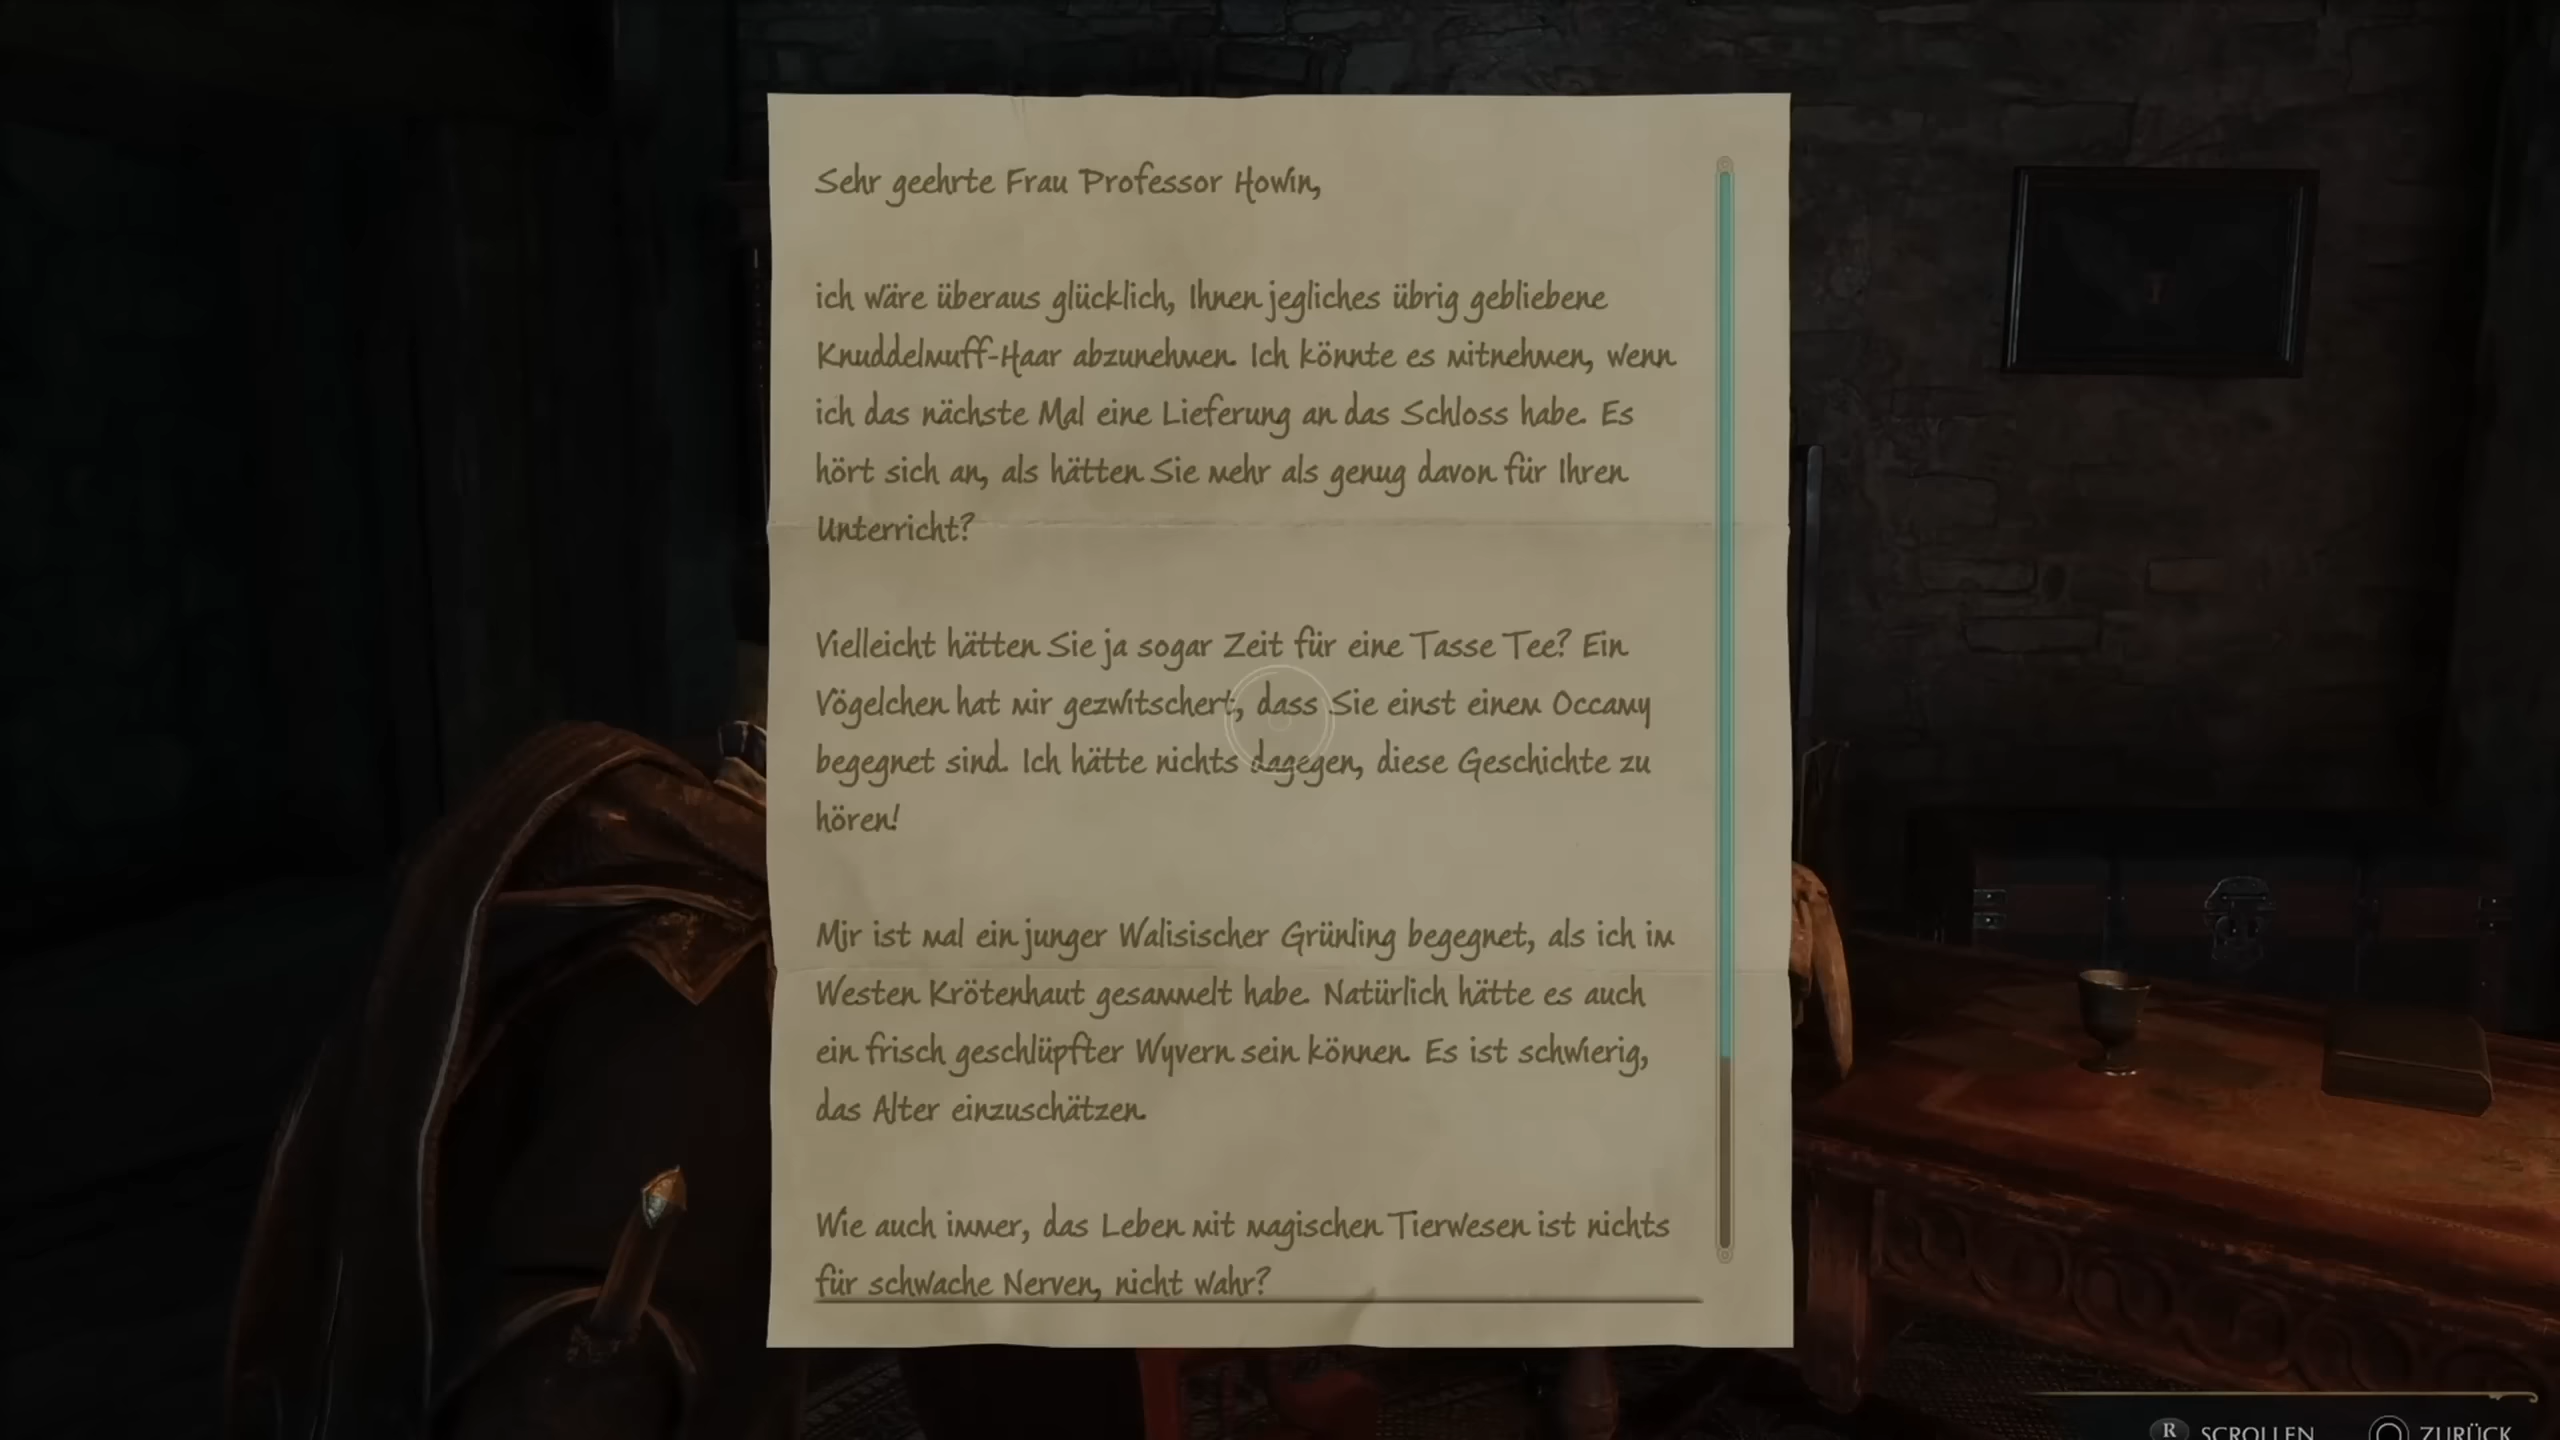 Sehr geehrte Frau Professor Howin,
ich wäre überaus glücklich, Ihnen jegliches übrig gebliebene
Knuddelmuff-Haar abzunehmen. Ich könnte es mitnehmen, wenn
ich das nächste Mal eine Lieferung an das Schloss habe. Es
hört sich an, als hätten Sie mehr als genug davon für Ihren
Unterricht?
Vielleicht hätten Sie ja sogar Zeit für eine Tasse Tee? Ein
Vögelchen hat mir gezwitschert, dass Sie einst einem Occamy
begegnet sind. Ich hätte nichts dagegen, diese Geschichte zu
hören!
Mir ist mal ein junger Walisischer Grünling begegnet, als ich im
Westen Krötenhaut gesammelt habe. Natürlich hätte es auch
ein frisch geschlüpfter Wyvern sein können. Es ist schwierig,
das Alter einzuschätzen.
Wie auch immer, das Leben mit magischen Tierwesen ist nichts
für schwache Nerven, nicht wahr?
R SCROLLEN ZURÜCK